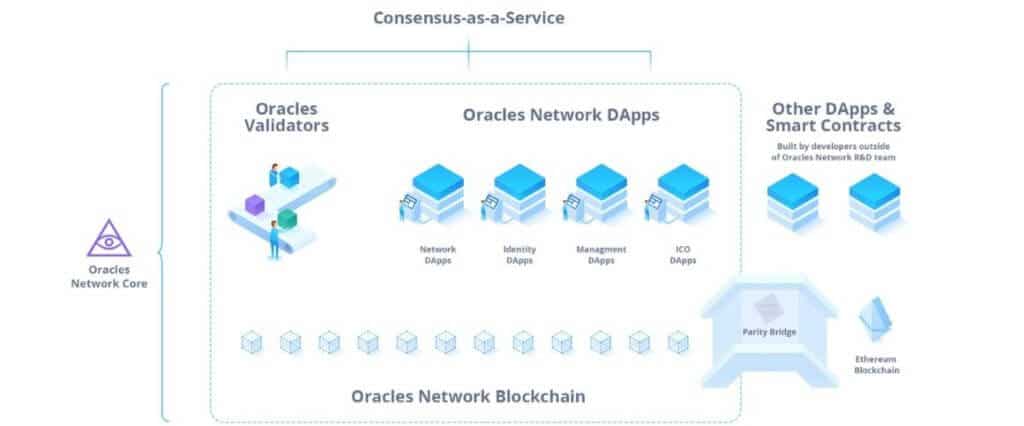 Consensus-as-a-Service
Oracles
Validators
Oracles Network DApps
Other DApps &
Smart Contracts
Built by developers outside
of Oracles Network R&D team
Network
DApps
Identity
DApps
Managment
DApps
ICO
DApps
Oracles
Network Core
Parity Bridge
Ethereum
Blockchain
Oracles Network Blockchain